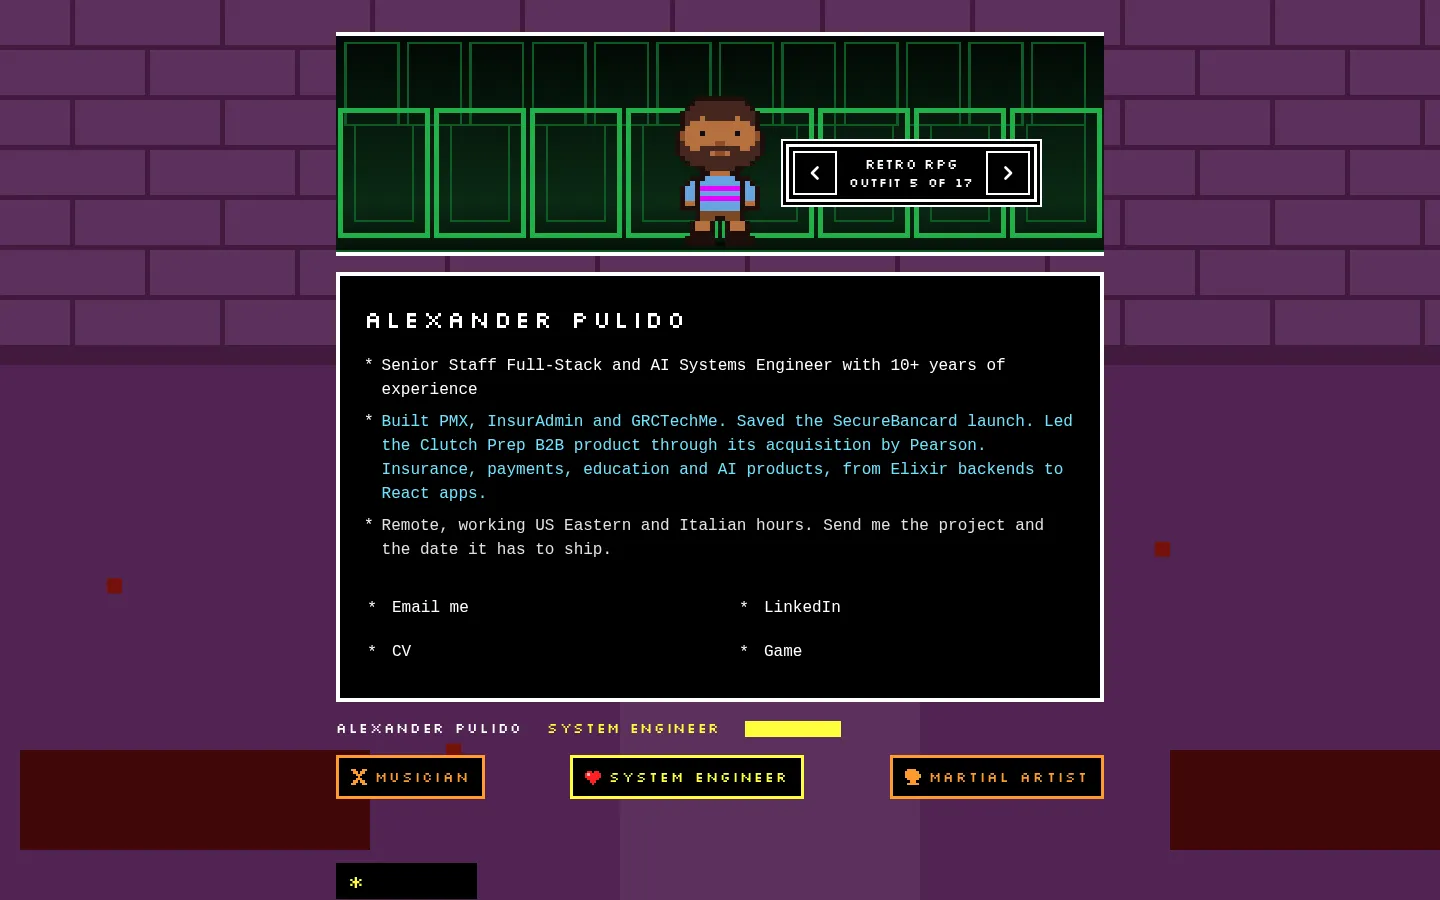 RETRO RPG
OUTFIT 5 OF 17
ALEXANDER PULIDO
* Senior Staff Full-Stack and AI Systems Engineer with 10+ years of
experience
* Built PMX, InsurAdmin and GRCTechMe. Saved the SecureBancard launch. Led
the Clutch Prep B2B product through its acquisition by Pearson.
Insurance, payments, education and AI products, from Elixir backends to
React apps.
* Remote, working US Eastern and Italian hours. Send me the project and
the date it has to ship.
* Email me
* LinkedIn
* CV
* Game
ALEXANDER PULIDO SYSTEM ENGINEER
MUSICIAN
SYSTEM ENGINEER
MARTIAL ARTIST
*